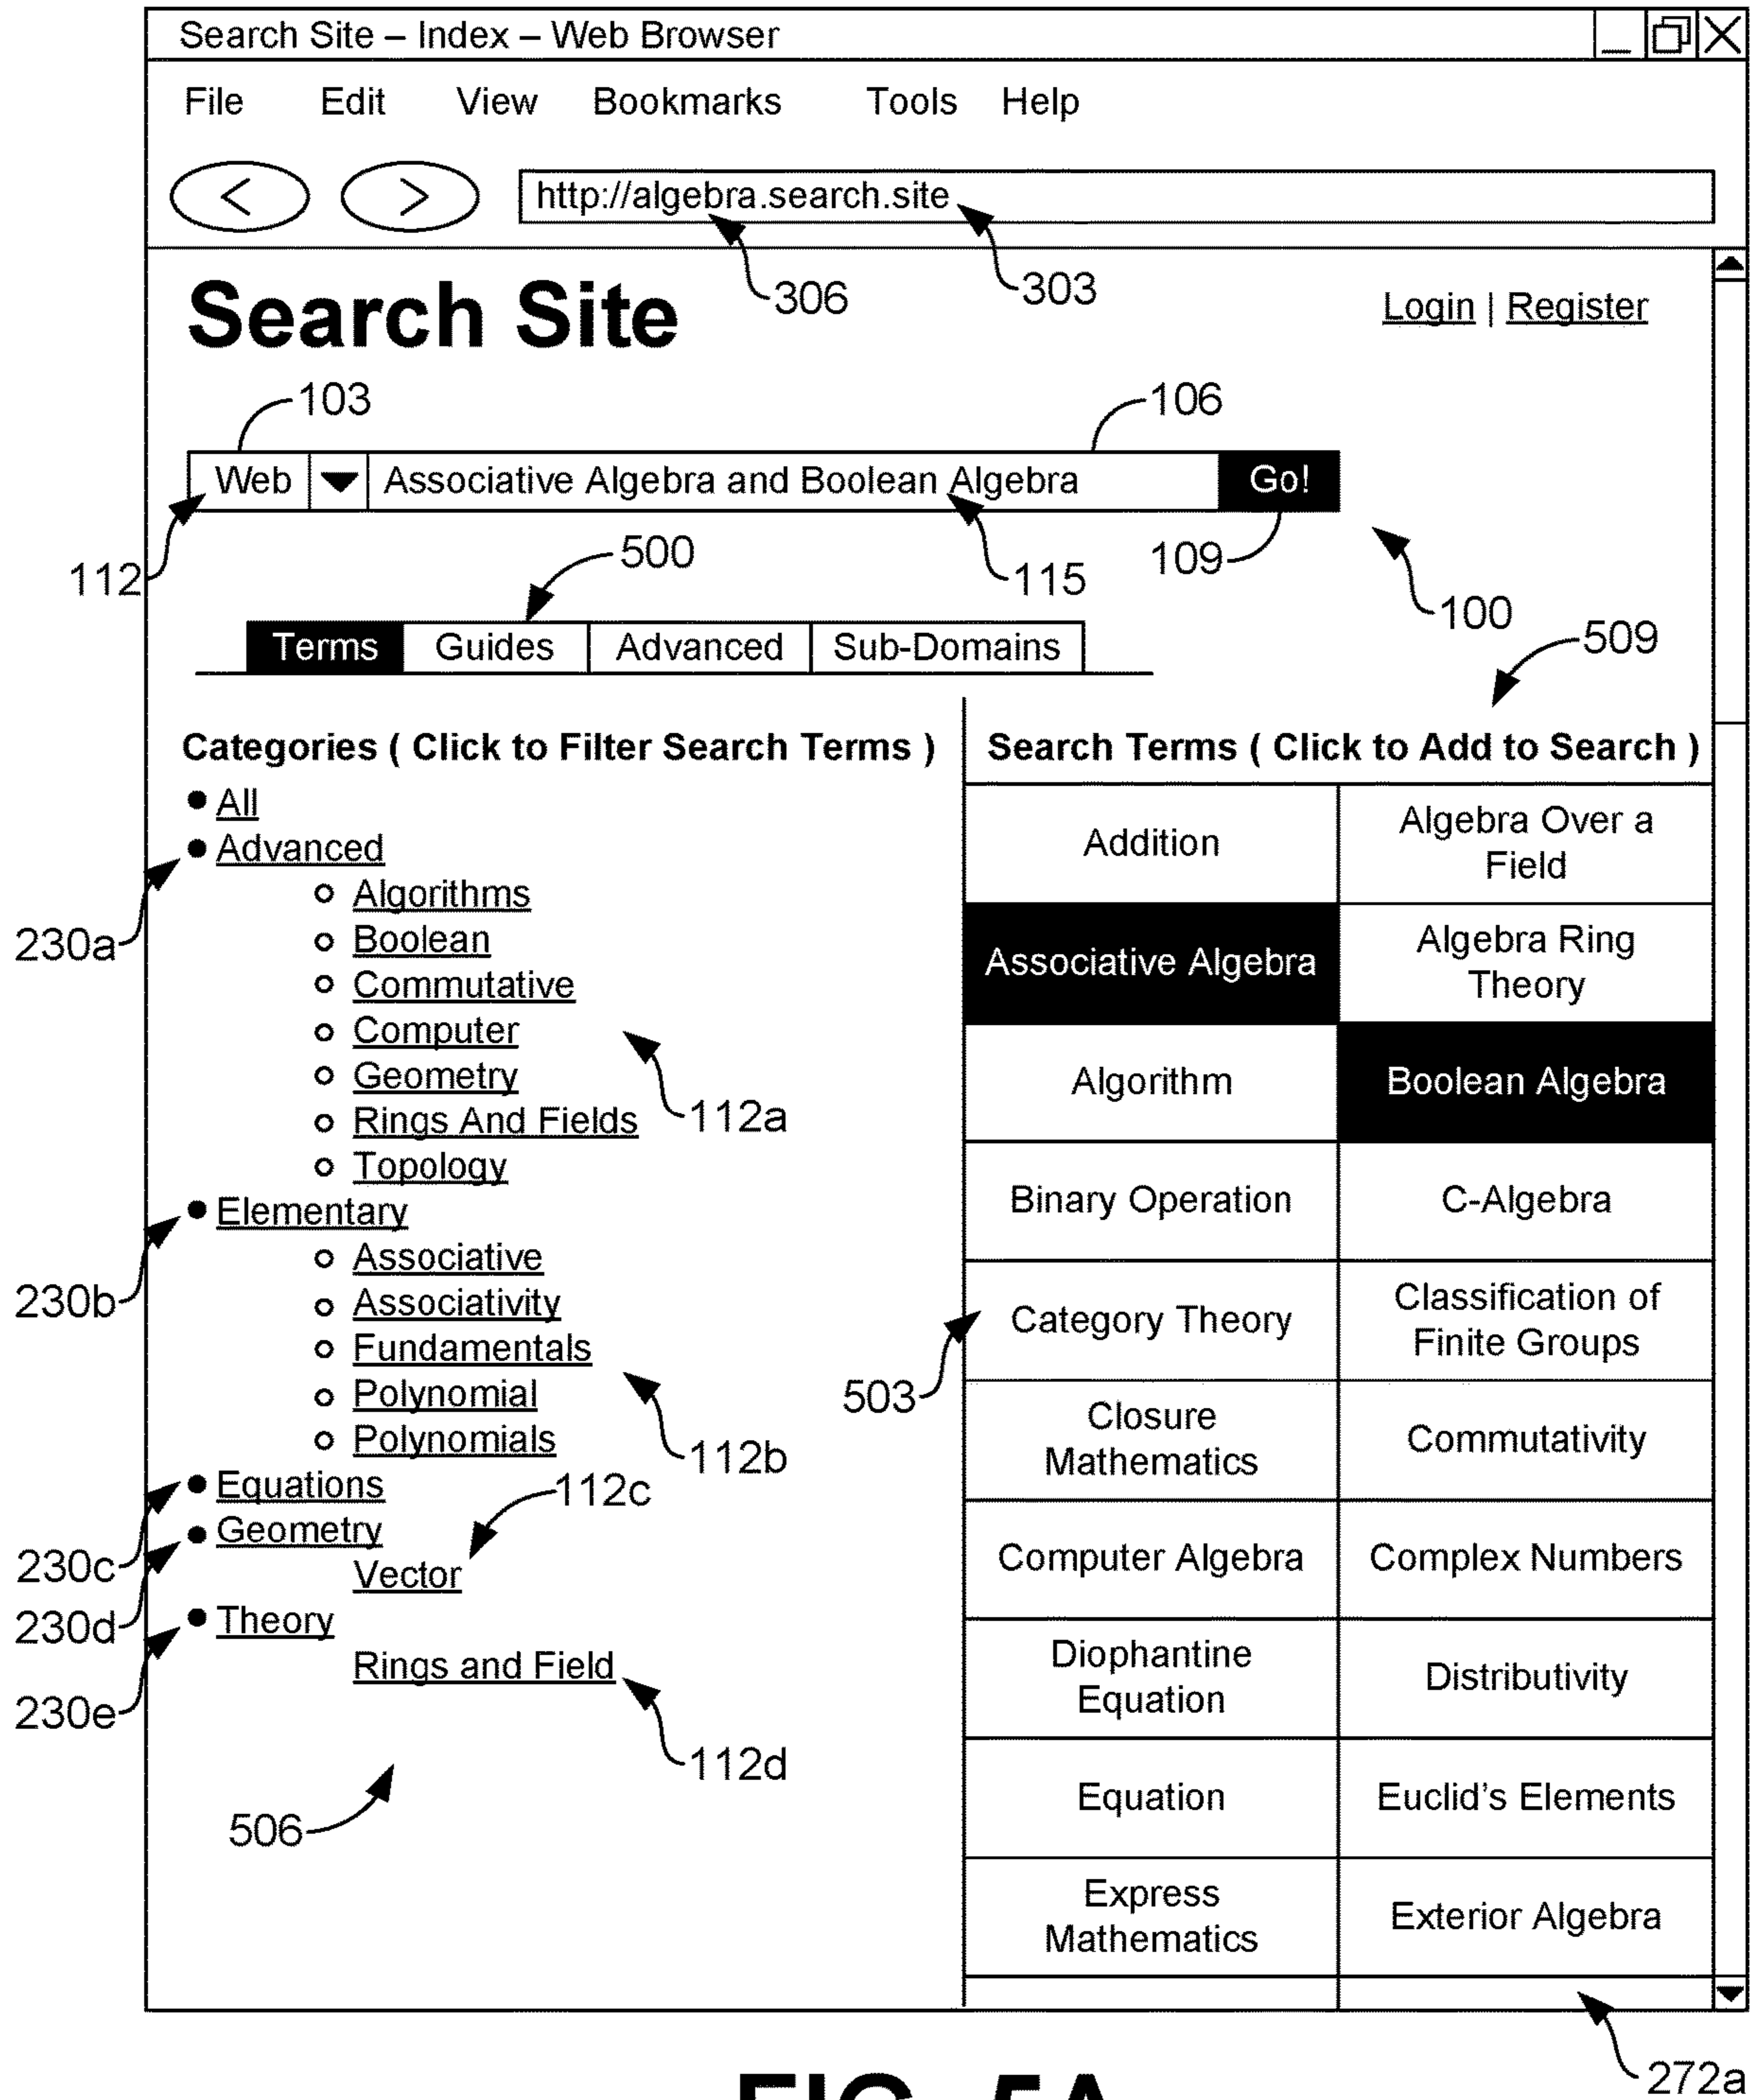 Search Site – Index – Web Browser
File Edit View Bookmarks Tools Help
http://algebra.search.site
306
303
Search Site
Login | Register
103
106
Web Associative Algebra and Boolean Algebra Go!
112
500
115
109
100
Terms Guides Advanced Sub-Domains
509
Categories ( Click to Filter Search Terms )
All
Advanced
230a
Algorithms
Boolean
Commutative
Computer
Geometry
112a
Rings And Fields
Topology
Elementary
230b
Associative
Associativity
Fundamentals
Polynomial
Polynomials
112b
Equations
112c
230c
Geometry
Vector
230d
Theory
Rings and Field
230e
112d
506
Search Terms ( Click to Add to Search )
Addition
Algebra Over a
Field
Associative Algebra
Algebra Ring
Theory
Algorithm
Boolean Algebra
Binary Operation
C-Algebra
503
Category Theory
Classification of
Finite Groups
Closure
Mathematics
Commutativity
Computer Algebra
Complex Numbers
Diophantine
Equation
Distributivity
Equation
Euclid's Elements
Express
Mathematics
Exterior Algebra
272a
FIG. 5A